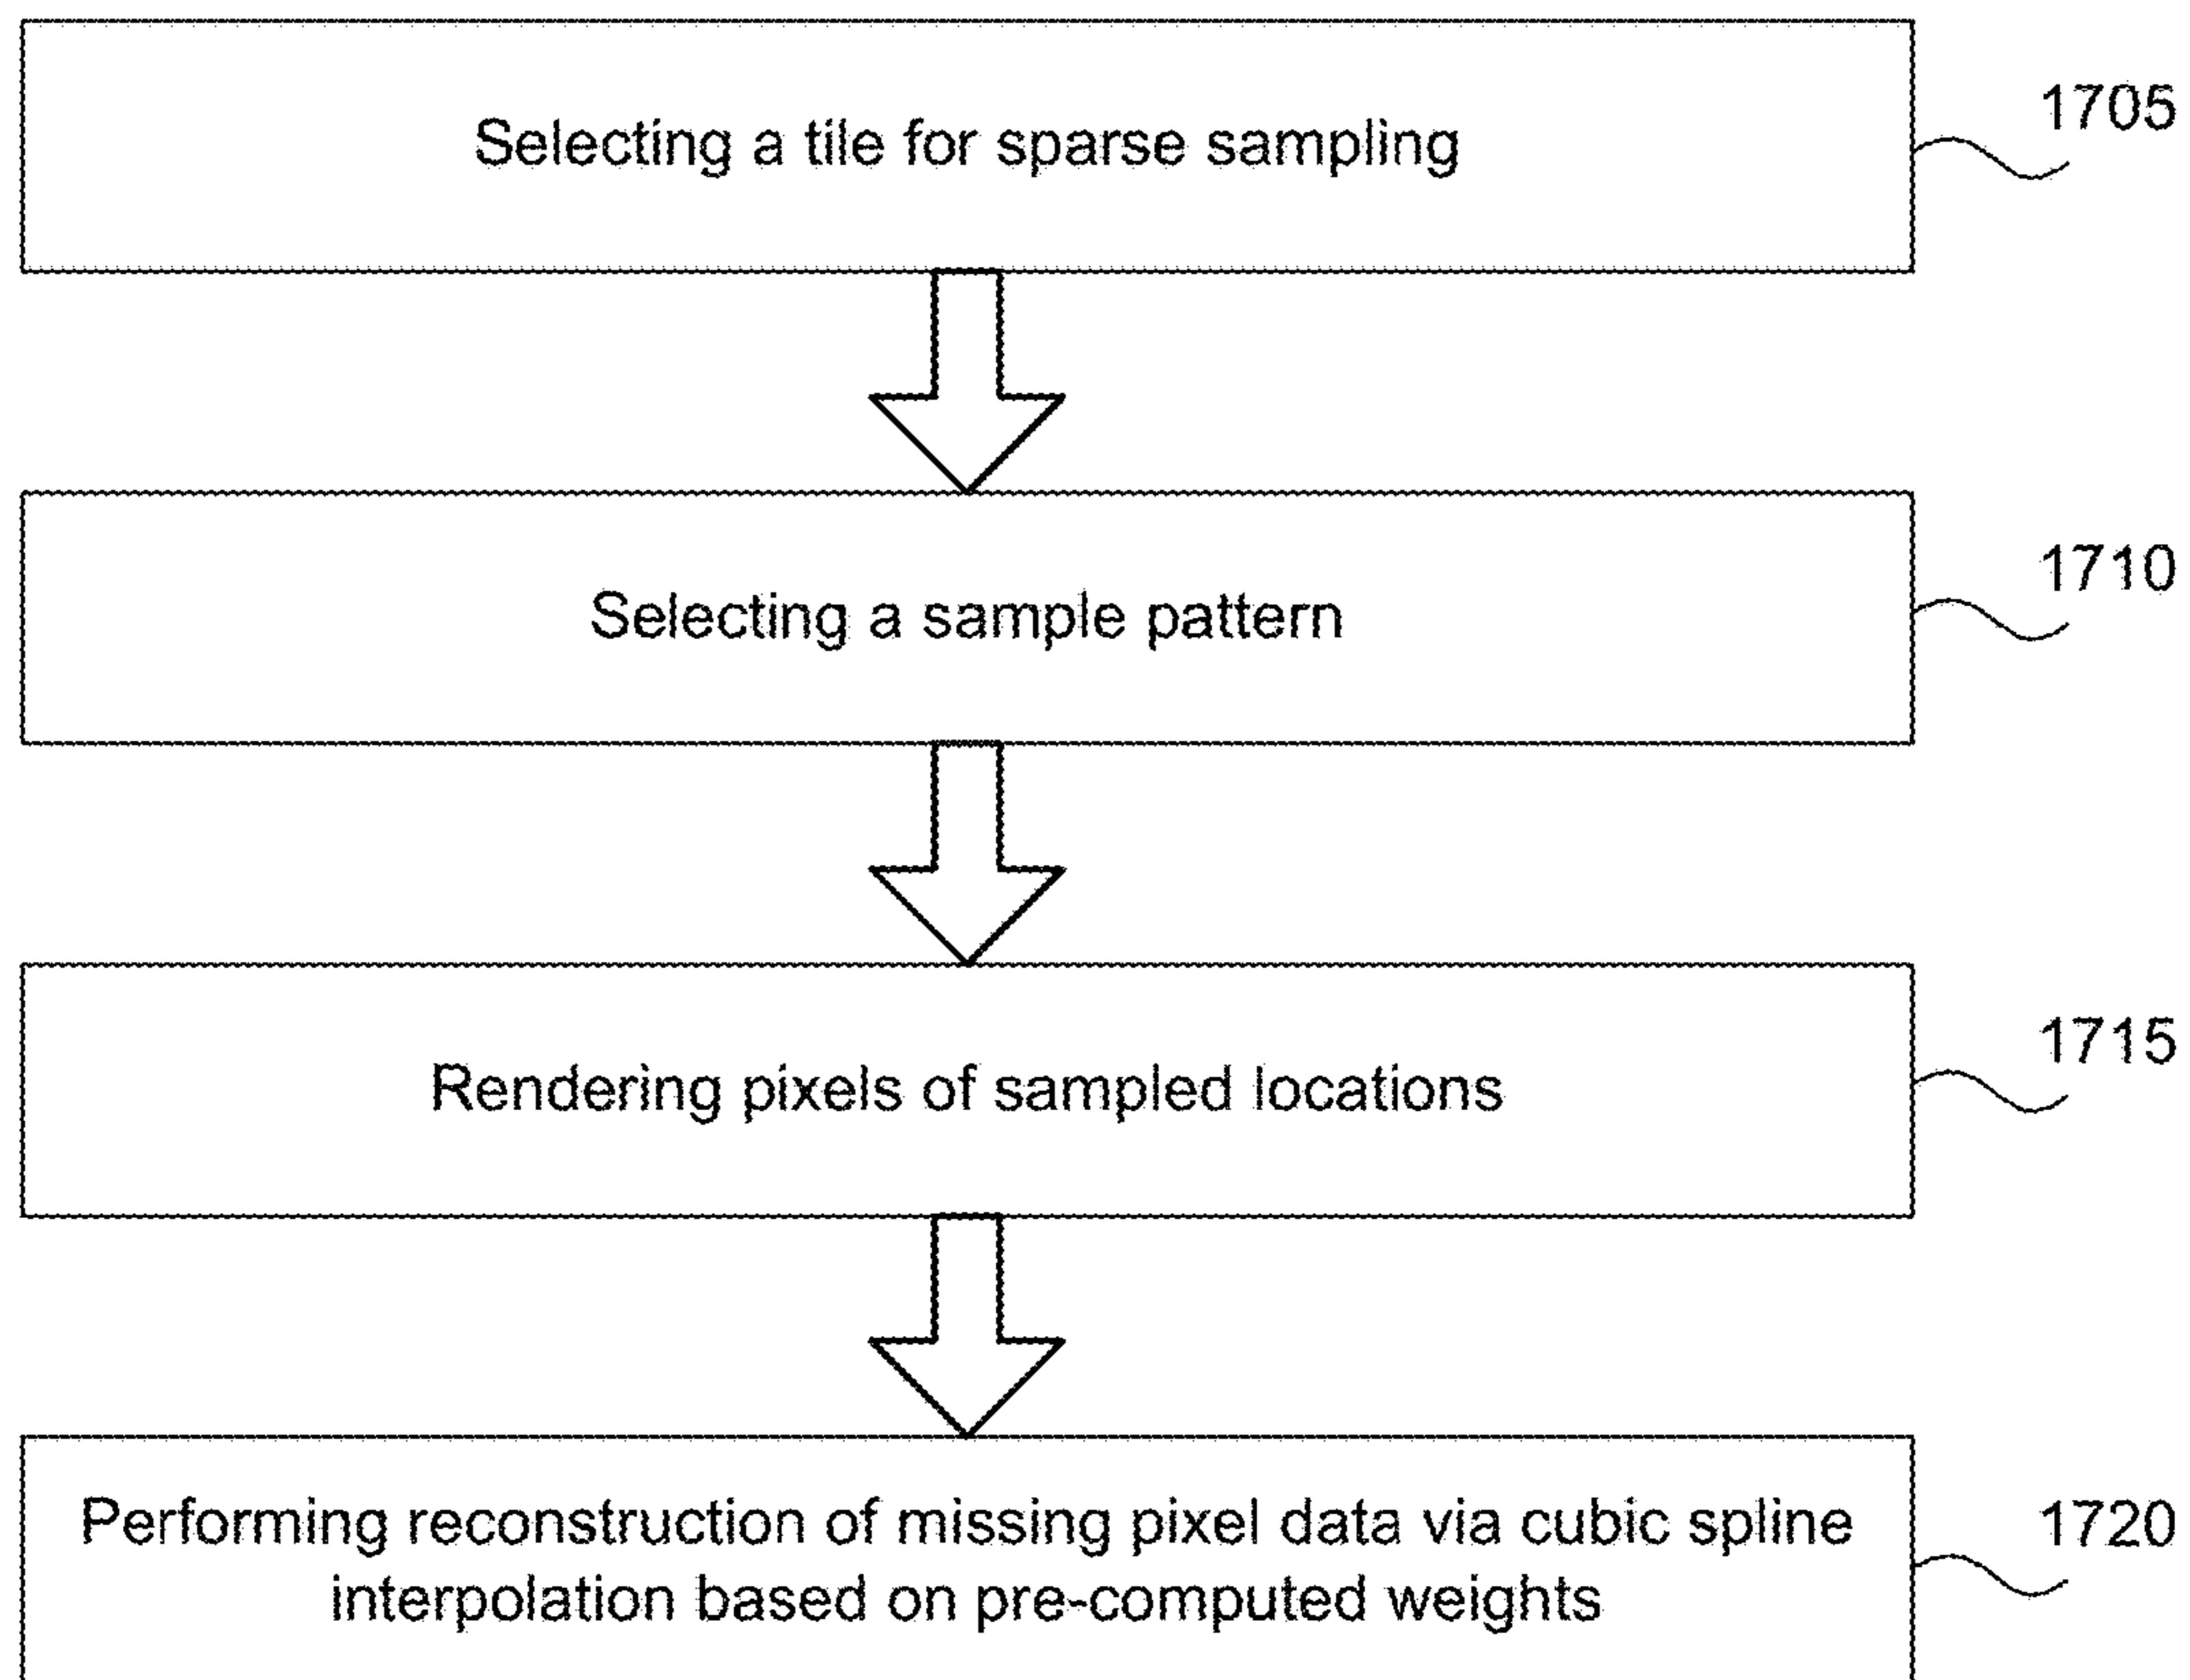 Selecting a tile for sparse sampling
1705
Selecting a sample pattern
1710
Rendering pixels of sampled locations
1715
Performing reconstruction of missing pixel data via cubic spline
interpolation based on pre-computed weights
1720